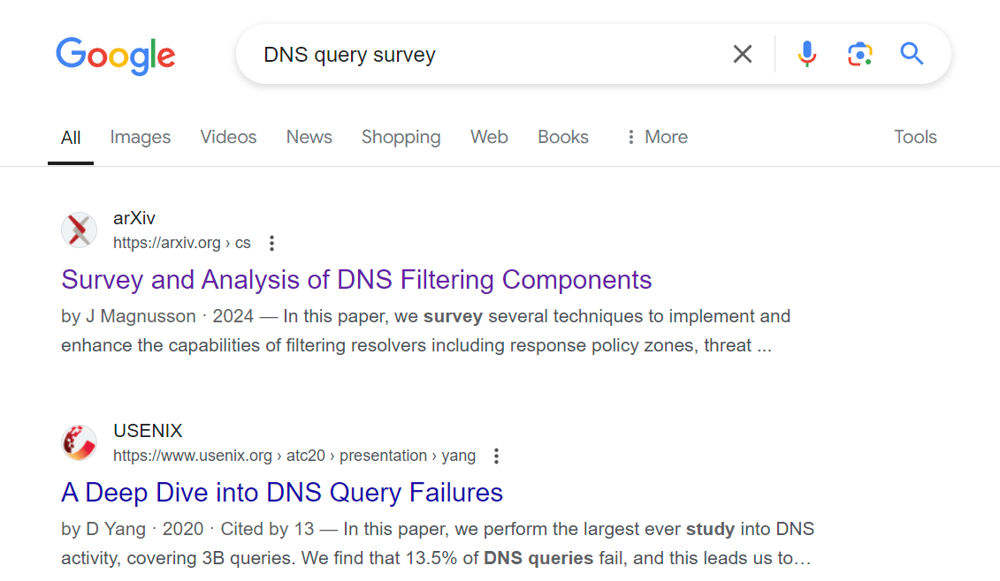 Google
DNS query survey
All Images Videos News Shopping Web Books More Tools
arXiv
https://arxiv.org › cs
Survey and Analysis of DNS Filtering Components
by J Magnusson · 2024 — In this paper, we survey several techniques to implement and
enhance the capabilities of filtering resolvers including response policy zones, threat ...
USENIX
https://www.usenix.org › atc20 › presentation › yang
A Deep Dive into DNS Query Failures
by D Yang · 2020 · Cited by 13 — In this paper, we perform the largest ever study into DNS
activity, covering 3B queries. We find that 13.5% of DNS queries fail, and this leads us to…